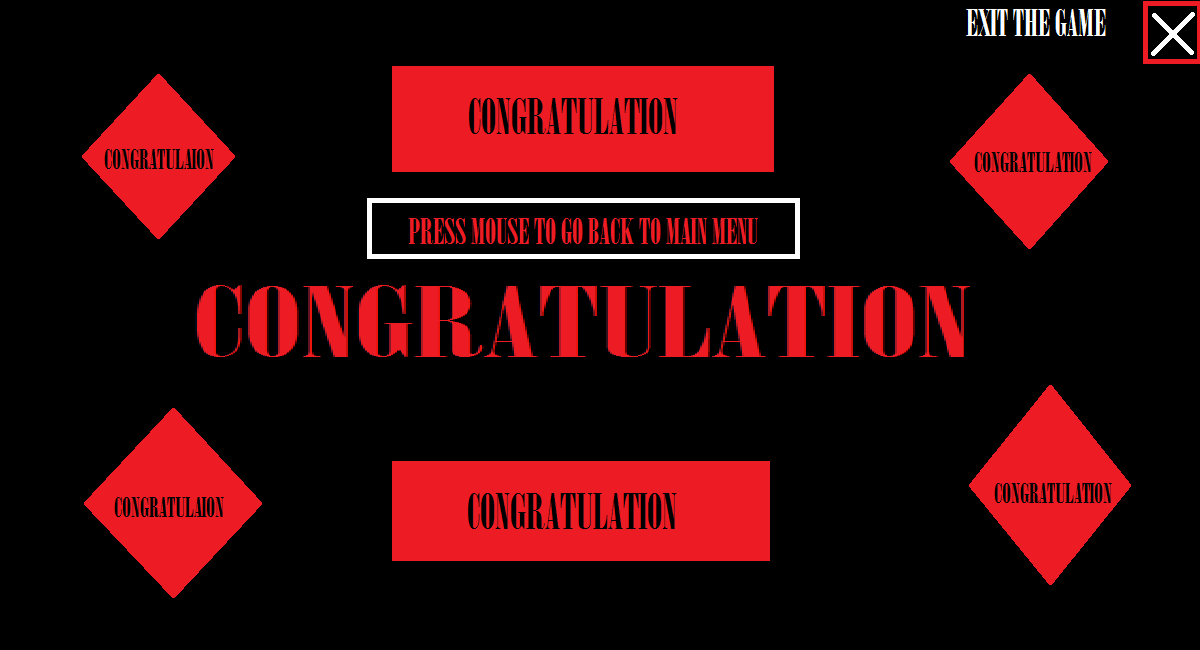 EXIT THE GAME
CONGRATULATION
CONGRATULAION
CONGRATULATION
PRESS MOUSE TO GO BACK TO MAIN MENU
CONGRATULATION
CONGRATULAION
CONGRATULATION
CONGRATULATION